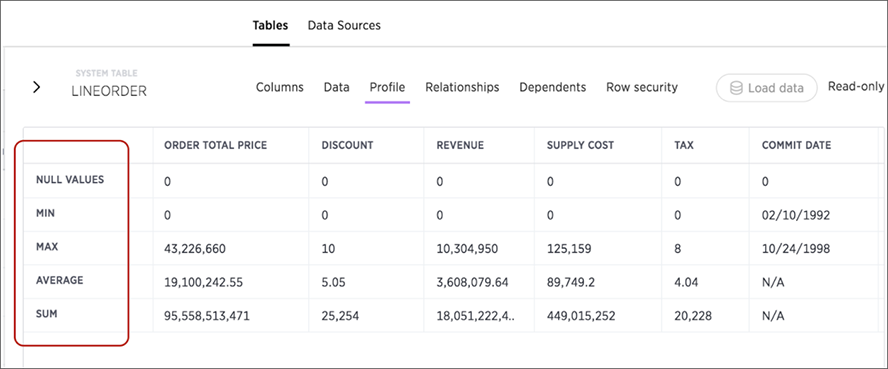 Tables Data Sources
SYSTEM TABLE
LINEORDER Columns Data Profile Relationships Dependents Row security Load data Read-only
ORDER TOTAL PRICE DISCOUNT REVENUE SUPPLY COST TAX COMMIT DATE
NULL VALUES 0 0 0 0 0 0
MIN 0 0 0 0 0 02/10/1992
MAX 43,226,660 10 10,304,950 125,159 8 10/24/1998
AVERAGE 19,100,242.55 5.05 3,608,079.64 89,749.2 4.04 N/A
SUM 95,558,513,471 25,254 18,051,222,4.. 449,015,252 20,228 N/A